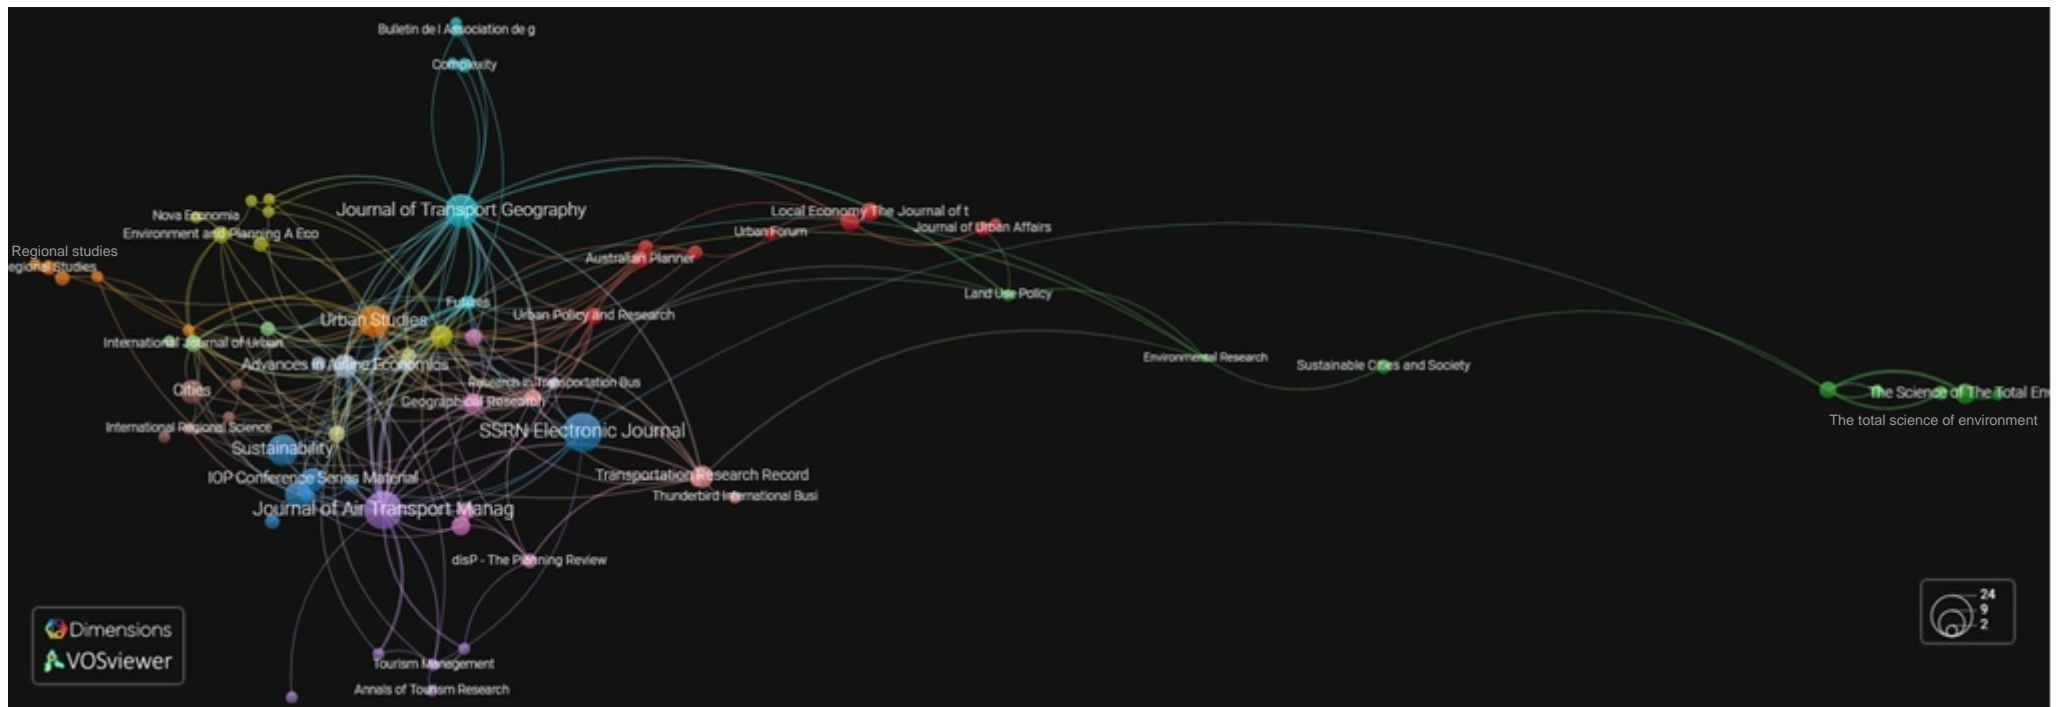 Bulletin de l Association de g
Complexity
Journal of Transport Geography
Nova Economia
Local Economy The Journal of t
Environment and Planning A Eco
Urban Forum
Journal of Urban Affairs
Regional studies
Australian Planner
egional Studies
Land Use Policy
Futures
Urban Studies
Urban Policy and Research
International Journal of Urban
Environmental Research
Advances in Airline Economics
Sustainable Cities and Society
Research in Transportation Bus
Cities
The Science of The Total En
Geographical Research
The total science of environment
International Regional Science
SSRN Electronic Journal
Sustainability
IOP Conference Series Material
Transportation Research Record
Thunderbird International Busi
Journal of Air Transport Manag
disP - The Planning Review
24
9
2
Dimensions
VOSviewer
Tourism Management
Annals of Tourism Research